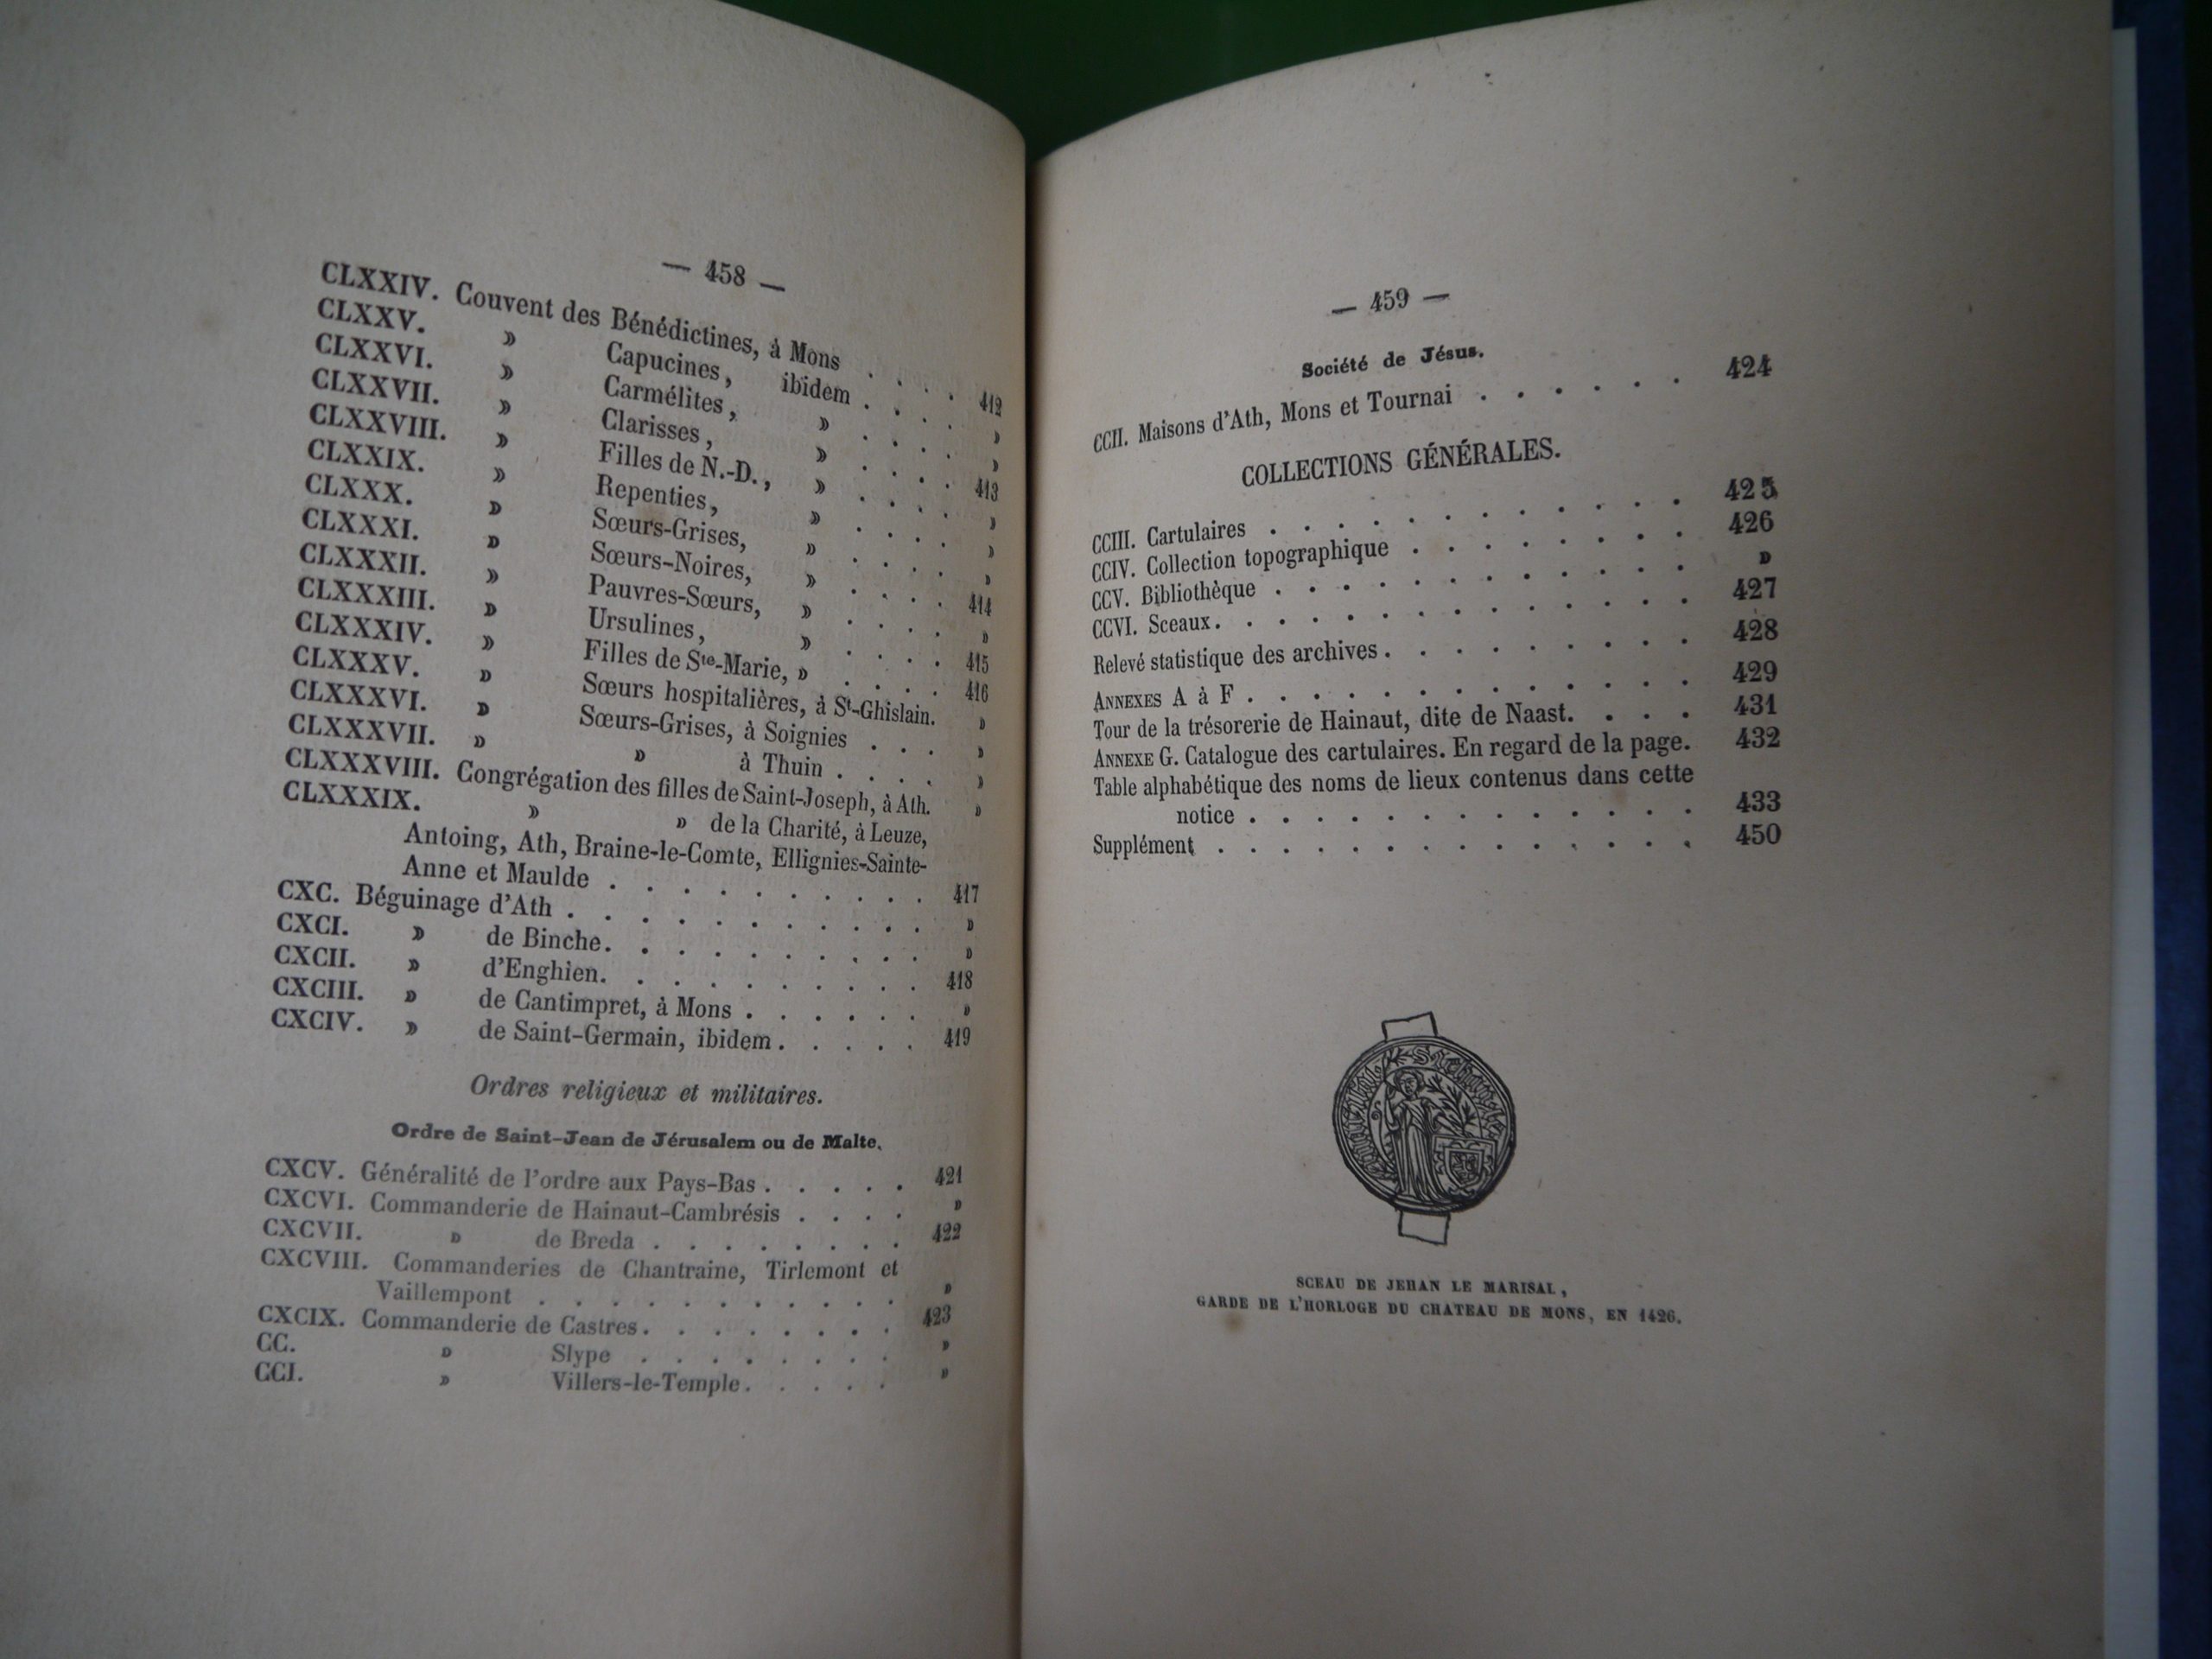 — 458 —
CLXXIV. Couvent des Bénédictines, à Mons . . . . 412
CLXXV. » Capucines, ibidem . . . . »
CLXXVI. » Carmélites, » . . . . »
CLXXVII. » Clarisses, » . . . . 413
CLXXVIII. » Filles de N.-D., » . . . . »
CLXXIX. » Repenties, » . . . . »
CLXXX. » Sœurs-Grises, » . . . . »
CLXXXI. » Sœurs-Noires, » . . . . 414
CLXXXII. » Pauvres-Sœurs, » . . . . »
CLXXXIII. » Ursulines, » . . . . 415
CLXXXIV. » Filles de Ste-Marie, » . . . . 416
CLXXXV. » Sœurs hospitalières, à St-Ghislain. »
CLXXXVI. » Sœurs-Grises, à Soignies . . . »
CLXXXVII. » » à Thuin . . . . »
CLXXXVIII. Congrégation des filles de Saint-Joseph, à Ath. »
CLXXXIX. » » de la Charité, à Leuze,
Antoing, Ath, Braine-le-Comte, Ellignies-Sainte-
Anne et Maulde . . . . . . . . . 417
CXC. Béguinage d'Ath . . . . . . . . . . »
CXCI. » de Binche. . . . . . . . . . »
CXCII. » d'Enghien. . . . . . . . . . 418
CXCIII. » de Cantimpret, à Mons . . . . . . »
CXCIV. » de Saint-Germain, ibidem . . . . . 419
Ordres religieux et militaires.
Ordre de Saint-Jean de Jérusalem ou de Malte.
CXCV. Généralité de l'ordre aux Pays-Bas . . . . . 421
CXCVI. Commanderie de Hainaut-Cambrésis . . . . »
CXCVII. » de Breda . . . . . . . . 422
CXCVIII. Commanderies de Chantraine, Tirlemont et
Vaillempont . . . . . . . . . . . »
CXCIX. Commanderie de Castres. . . . . . . . 423
CC. » Slype . . . . . . . . »
CCI. » Villers-le-Temple. . . . . »
— 459 —
Société de Jésus.
CCII. Maisons d'Ath, Mons et Tournai . . . . . . 424
COLLECTIONS GÉNÉRALES.
CCIII. Cartulaires . . . . . . . . . . . . 425
CCIV. Collection topographique . . . . . . . . 426
CCV. Bibliothèque . . . . . . . . . . . . »
CCVI. Sceaux. . . . . . . . . . . . . . 427
Relevé statistique des archives . . . . . . . . . 428
ANNEXES A à F . . . . . . . . . . . . . 429
Tour de la trésorerie de Hainaut, dite de Naast. . . . 431
ANNEXE G. Catalogue des cartulaires. En regard de la page. 432
Table alphabétique des noms de lieux contenus dans cette
notice . . . . . . . . . . . . . 433
Supplément . . . . . . . . . . . . . . 450
SCEAU DE JEHAN LE MARISAL,
GARDE DE L'HORLOGE DU CHATEAU DE MONS, EN 1426.